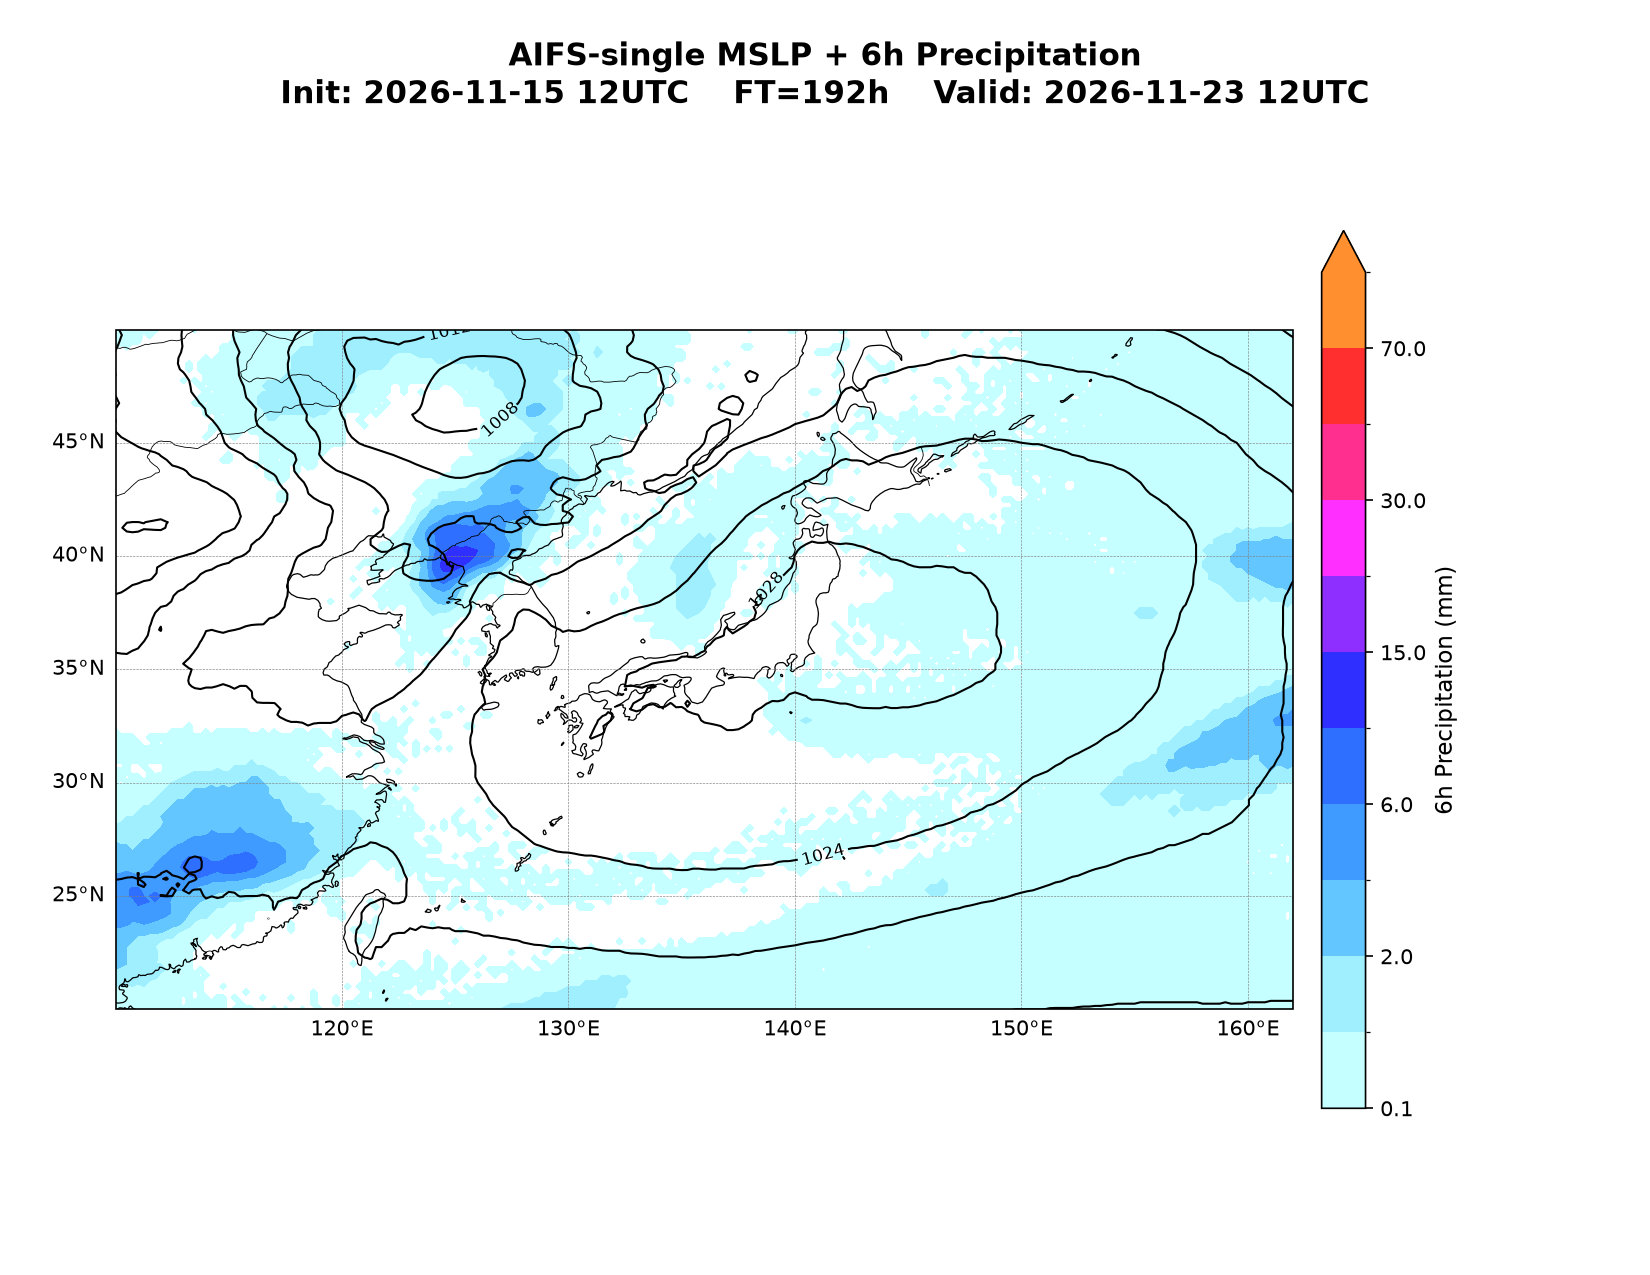 AIFS-single MSLP + 6h Precipitation
Init: 2026-11-15 12UTC    FT=192h    Valid: 2026-11-23 12UTC
1008
1028
1024
45°N
40°N
35°N
30°N
25°N
120°E
130°E
140°E
150°E
160°E
70.0
30.0
15.0
6.0
2.0
0.1
6h Precipitation (mm)